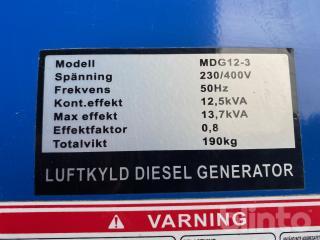 Modell MDG12-3
Spänning 230/400V
Frekvens 50Hz
Kont.effekt 12,5kVA
Max effekt 13,7kVA
Effektfaktor 0,8
Totalvikt 190kg
LUFTKYLD DIESEL GENERATOR
VARNING